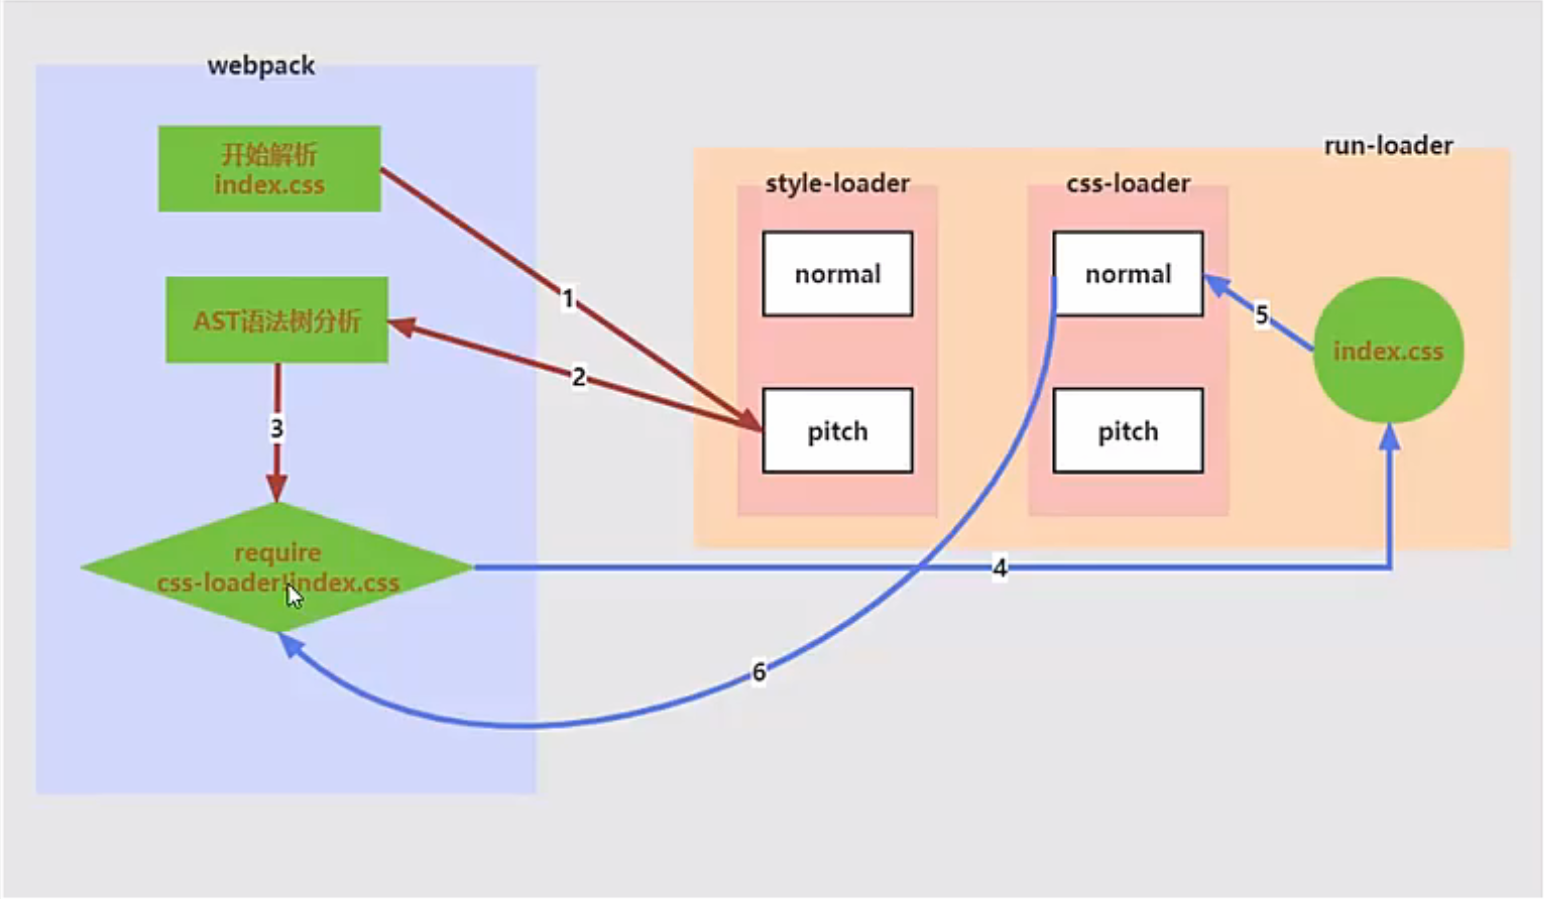 webpack
开始解析
index.css
AST语法树分析
require
css-loader!index.css
1
2
3
run-loader
style-loader
css-loader
normal
normal
pitch
pitch
index.css
5
4
6